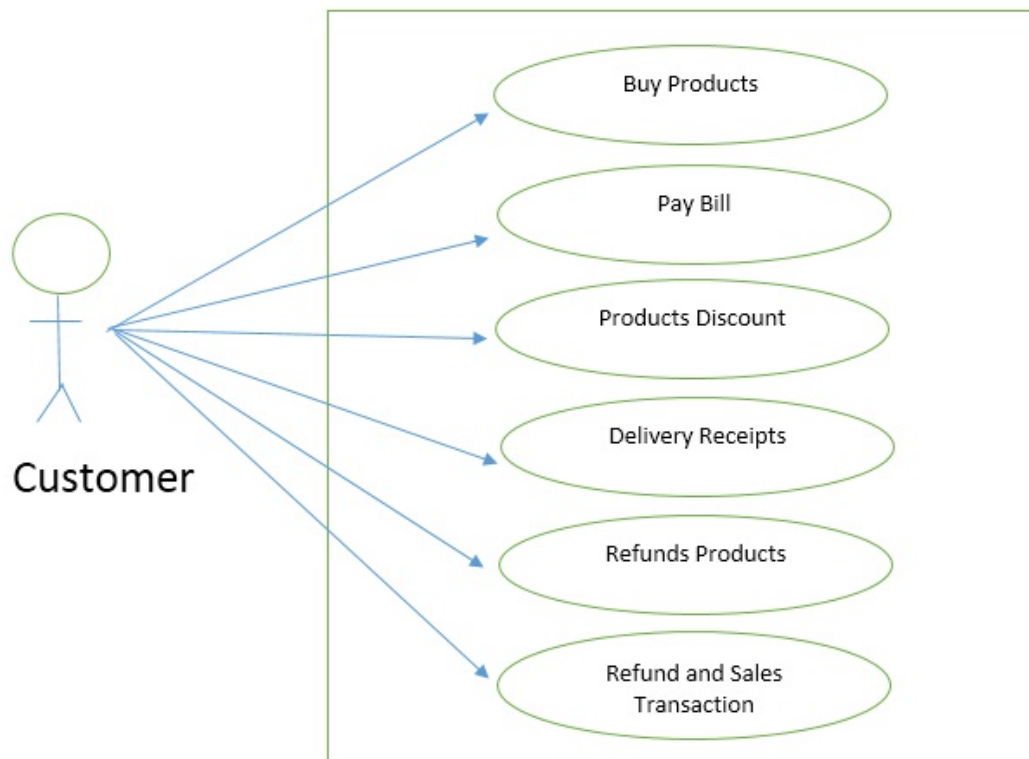 Buy Products
Pay Bill
Products Discount
Delivery Receipts
Customer
Refunds Products
Refund and Sales
Transaction